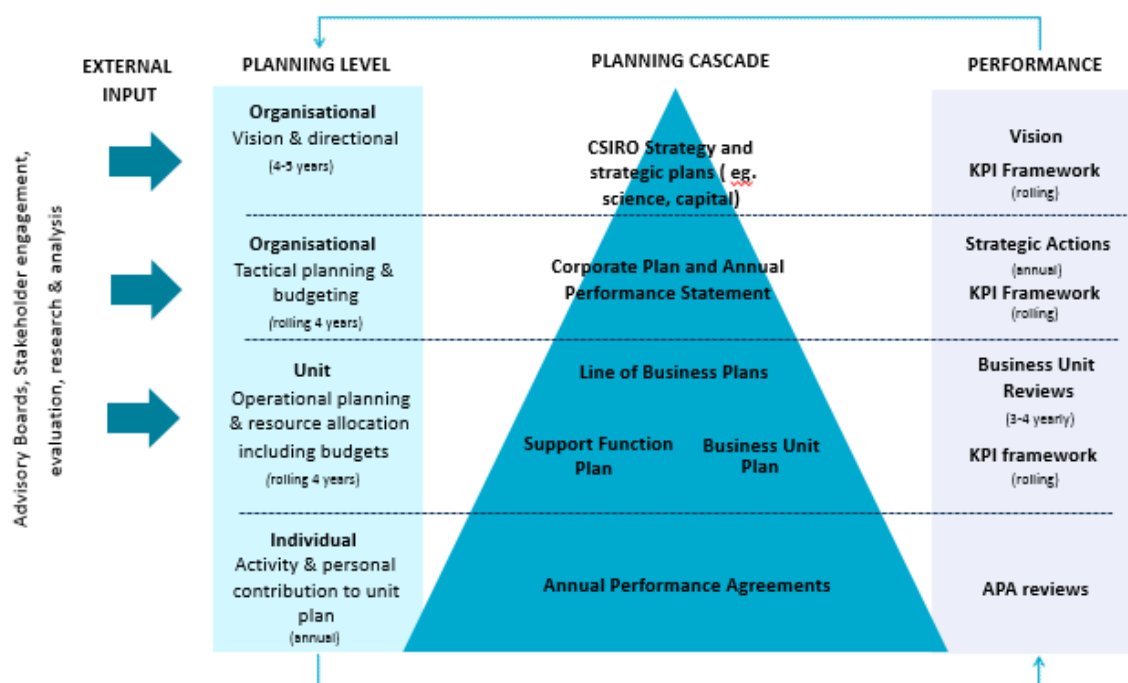 EXTERNAL
INPUT
Advisory Boards, Stakeholder engagement,
evaluation, research & analysis
PLANNING LEVEL
Organisational
Vision & directional
(4-5 years)
Organisational
Tactical planning &
budgeting
(rolling 4 years)
Unit
Operational planning
& resource allocation
including budgets
(rolling 4 years)
Individual
Activity & personal
contribution to unit
plan
(annual)
PLANNING CASCADE
CSIRO Strategy and
strategic plans ( eg.
science, capital)
Corporate Plan and Annual
Performance Statement
Line of Business Plans
Support Function
Plan
Business Unit
Plan
Annual Performance Agreements
PERFORMANCE
Vision
KPI Framework
(rolling)
Strategic Actions
(annual)
KPI Framework
(rolling)
Business Unit
Reviews
(3-4 yearly)
KPI framework
(rolling)
APA reviews